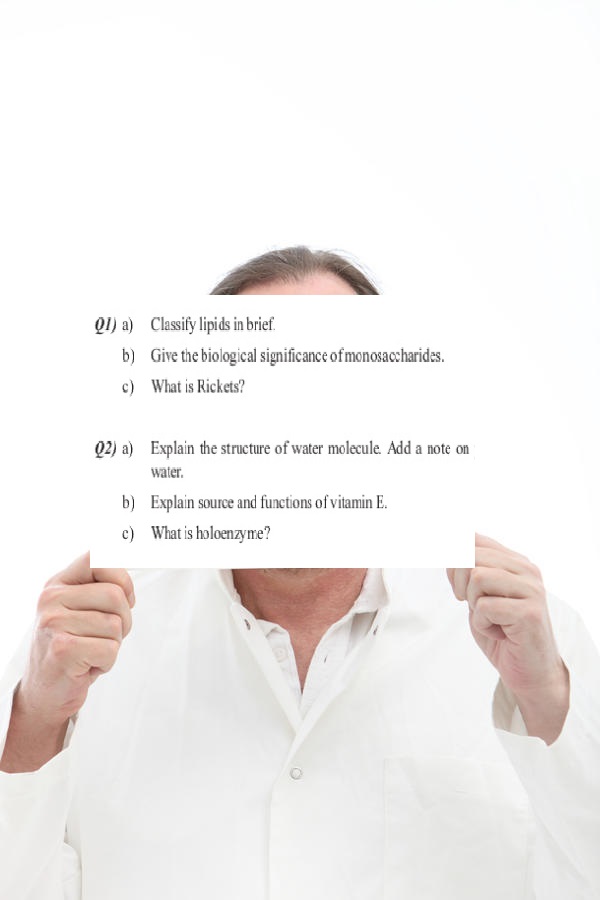 Q1) a) Classify lipids in brief.
b) Give the biological significance of monosaccharides.
c) What is Rickets?
Q2) a) Explain the structure of water molecule. Add a note on
water.
b) Explain source and functions of vitamin E.
c) What is holoenzyme?